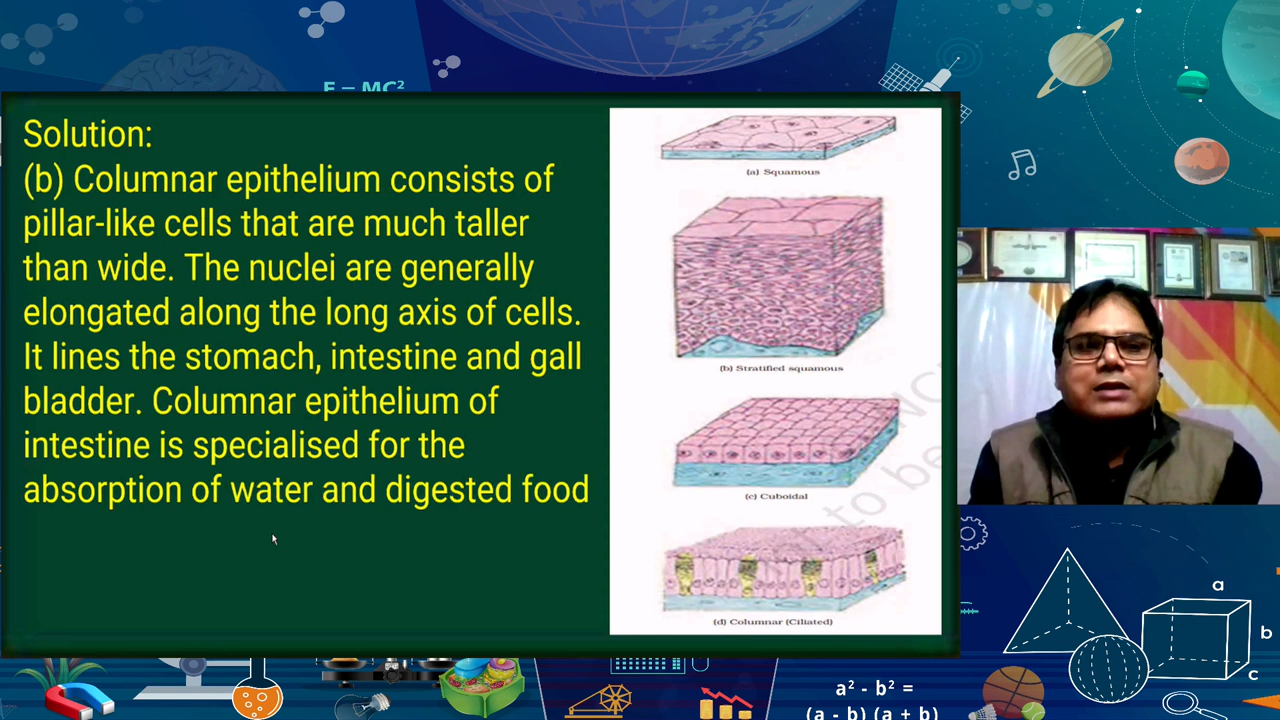 E = MC²
Solution:
(b) Columnar epithelium consists of
pillar-like cells that are much taller
than wide. The nuclei are generally
elongated along the long axis of cells.
It lines the stomach, intestine and gall
bladder. Columnar epithelium of
intestine is specialised for the
absorption of water and digested food
(a) Squamous
(b) Stratified squamous
(c) Cuboidal
(d) Columnar (Ciliated)
to be
a
b
c
a² - b² =
(a - b) (a + b)